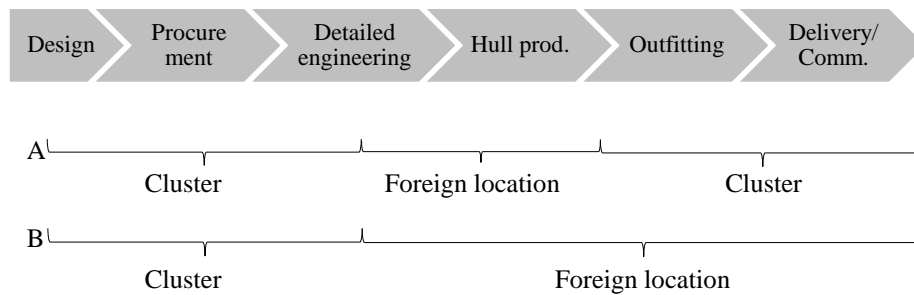 Design
Procure
ment
Detailed
engineering
Hull prod.
Outfitting
Delivery/
Comm.
A
Cluster
Foreign location
Cluster
B
Cluster
Foreign location